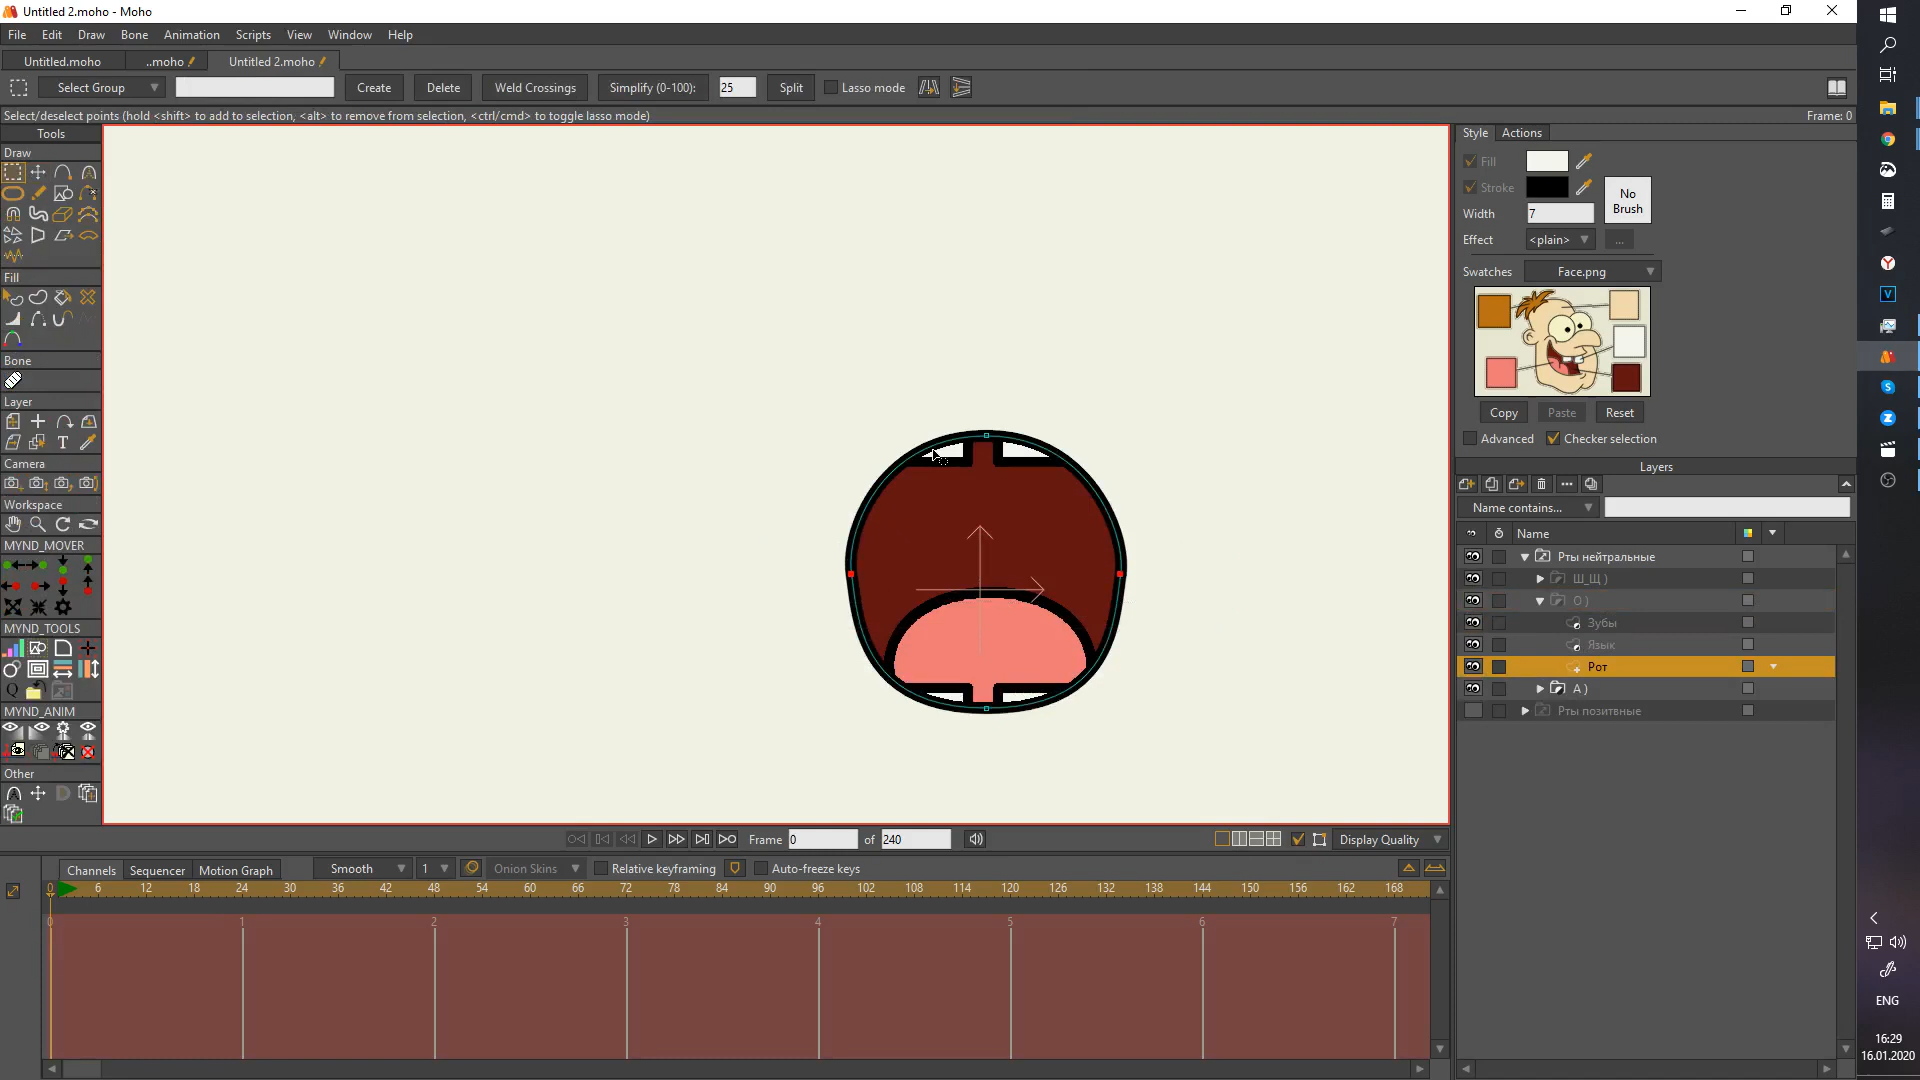 Untitled 2.moho - Moho
File Edit Draw Bone Animation Scripts View Window Help
Untitled.moho ..moho Untitled 2.moho
Select Group Create Delete Weld Crossings Simplify (0-100): 25 Split Lasso mode
Select/deselect points (hold <shift> to add to selection, <alt> to remove from selection, <ctrl/cmd> to toggle lasso mode) Frame: 0
Tools
Draw
Fill
Bone
Layer
Camera
Workspace
MYND_MOVER
MYND_TOOLS
MYND_ANIM
Other
Style Actions
Fill
Stroke
No
Brush
Width 7
Effect <plain> ...
Swatches Face.png
Copy Paste Reset
Advanced Checker selection
Layers
Name contains...
Name
Рты нейтральные
Ш_Щ )
О )
Зубы
Язык
Рот
А )
Рты позитвные
Frame 0 of 240 Display Quality
Channels Sequencer Motion Graph Smooth 1 Onion Skins Relative keyframing Auto-freeze keys
0 6 12 18 24 30 36 42 48 54 60 66 72 78 84 90 96 102 108 114 120 126 132 138 144 150 156 162 168
0 1 2 3 4 5 6 7
ENG
16:29
16.01.2020